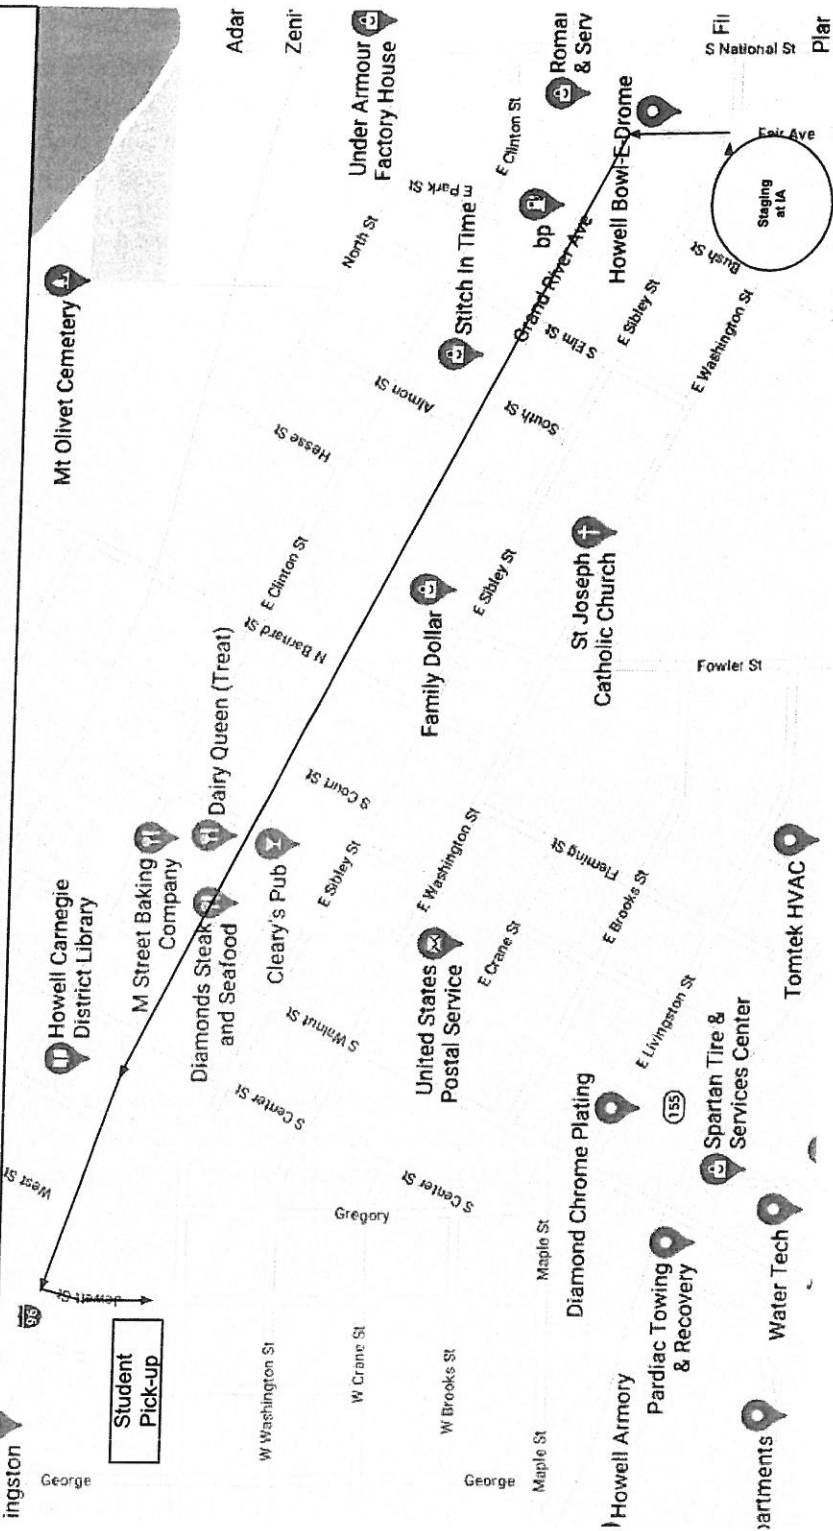 ingston
George
96
Student
Pick-up
Jewett St
West St
Howell Carnegie
District Library
M Street Baking
Company
Diamonds Steak
and Seafood
Dairy Queen (Treat)
Cleary's Pub
Mt Olivet Cemetery
Adar
Under Armour
Factory House
North St
E Park St
E Clinton St
Stitch In Time
bp
Grand River Ave
Howell Bowl-E-Drome
& Serv
S National St
Fair Ave
Plar
Staging
at IA
Bush St
E Sibley St
E Washington St
S Elm St
South St
Almon St
Hesse St
E Clinton St
N Barnard St
Family Dollar
E Sibley St
St Joseph
Catholic Church
Fowler St
S Court St
E Sibley St
E Washington St
Fleming St
United States
Postal Service
E Crane St
E Brooks St
S Walnut St
S Center St
S Center St
Gregory
W Washington St
W Crane St
W Brooks St
Maple St
Maple St
George
Diamond Chrome Plating
155
E Livingston St
Spartan Tire &
Services Center
Tomtek HVAC
Pardiac Towing
& Recovery
Water Tech
Howell Armory
partments